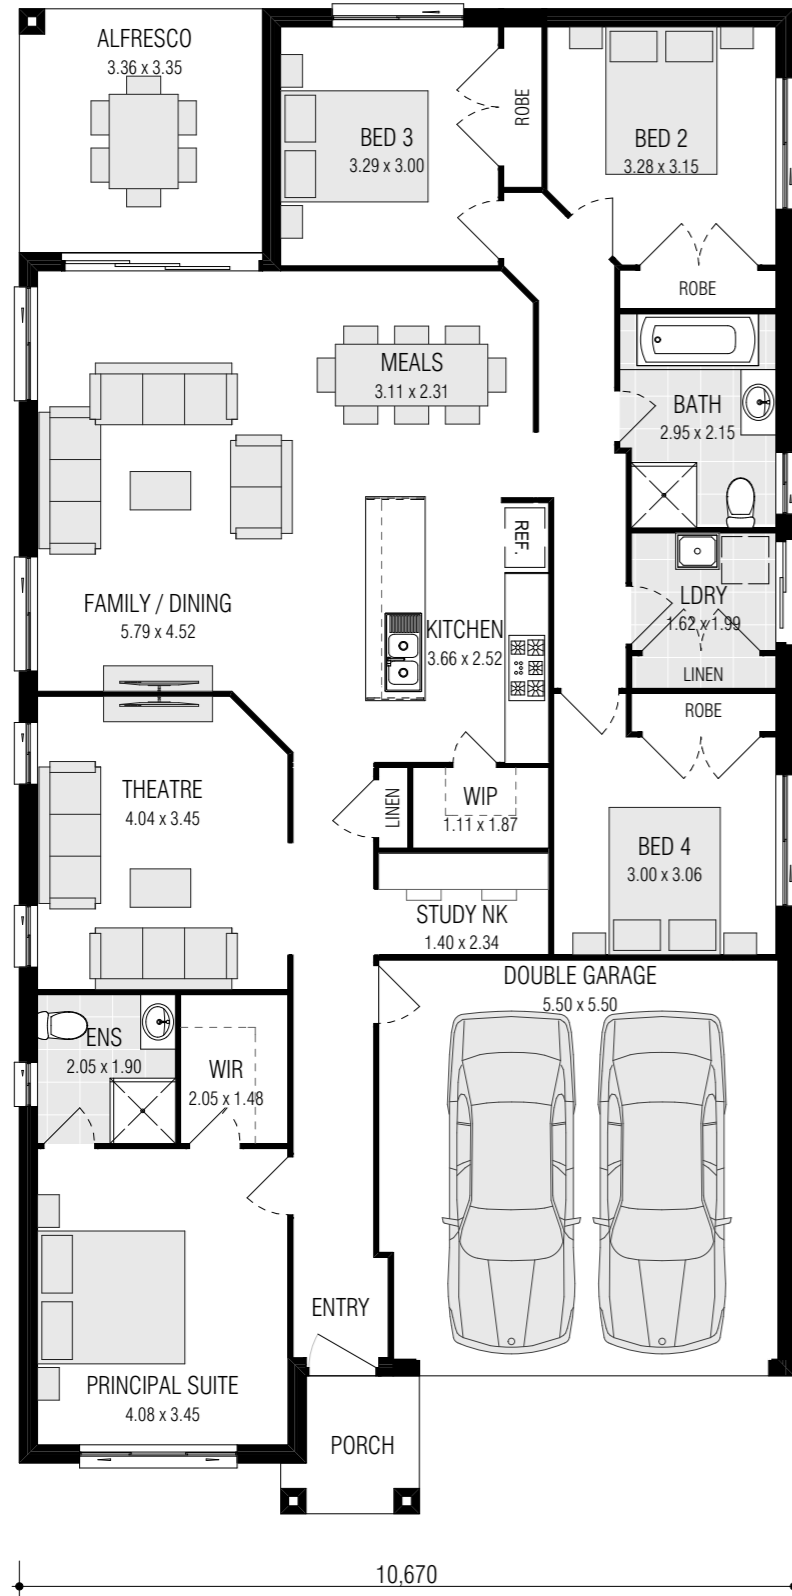 ALFRESCO
3.36 x 3.35
BED 3
3.29 x 3.00
ROBE
BED 2
3.28 x 3.15
ROBE
MEALS
3.11 x 2.31
BATH
2.95 x 2.15
REF.
FAMILY / DINING
5.79 x 4.52
KITCHEN
3.66 x 2.52
LDRY
1.62 x 1.99
LINEN
ROBE
THEATRE
4.04 x 3.45
LINEN
WIP
1.11 x 1.87
BED 4
3.00 x 3.06
STUDY NK
1.40 x 2.34
DOUBLE GARAGE
5.50 x 5.50
ENS
2.05 x 1.90
WIR
2.05 x 1.48
ENTRY
PRINCIPAL SUITE
4.08 x 3.45
PORCH
10,670